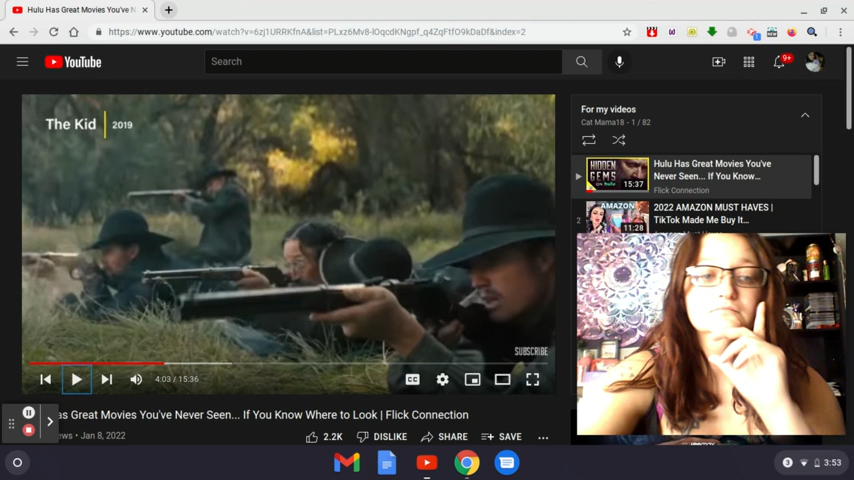 Hulu Has Great Movies You've N
https://www.youtube.com/watch?v=6zj1URRKfnA&list=PLxz6Mv8-lOqcdKNgpf_q4ZqFtfO9kDaDf&index=2
YouTube
Search
9+
The Kid 2019
SUBSCRIBE
4:03 / 15:36
CC
For my videos
Cat Mama18 - 1 / 82
HIDDEN
GEMS
ON hulu
15:37
Hulu Has Great Movies You've
Never Seen... If You Know…
Flick Connection
2
AMAZON
11:28
2022 AMAZON MUST HAVES |
TikTok Made Me Buy It…
as Great Movies You've Never Seen... If You Know Where to Look | Flick Connection
ews • Jan 8, 2022
2.2K
DISLIKE
SHARE
SAVE
3
3:53